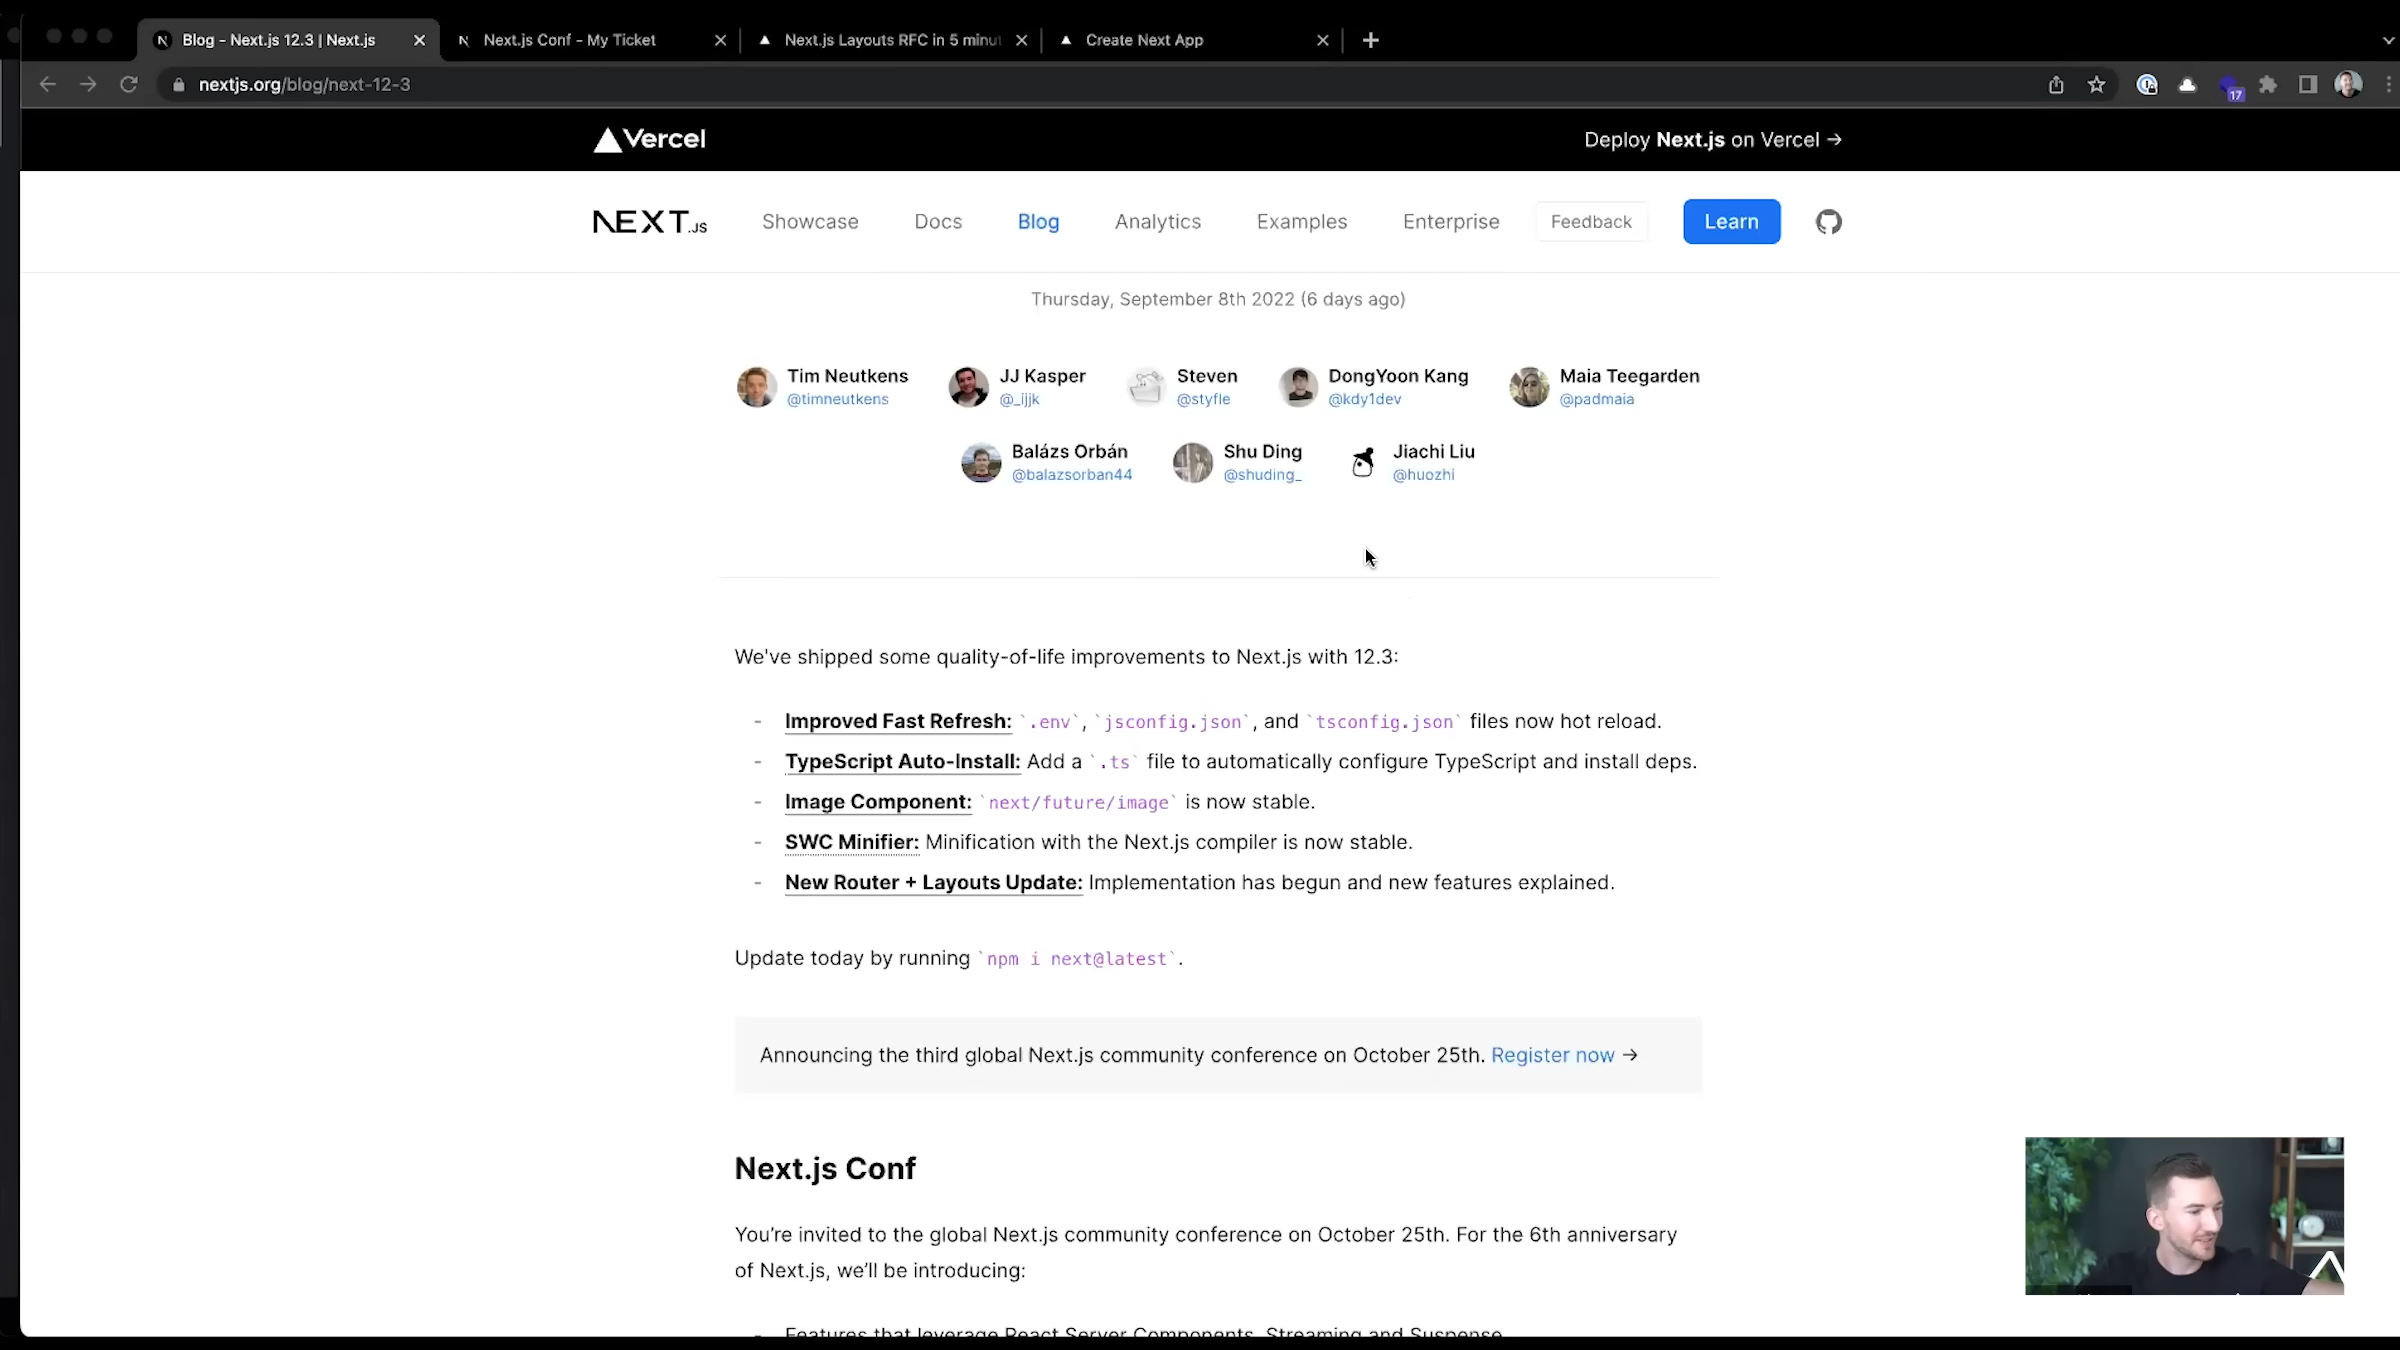 Blog - Next.js 12.3 | Next.js
Next.js Conf - My Ticket
Next.js Layouts RFC in 5 minut
Create Next App
nextjs.org/blog/next-12-3
17
Vercel
Deploy Next.js on Vercel →
NEXT.JS
Showcase
Docs
Blog
Analytics
Examples
Enterprise
Feedback
Learn
Thursday, September 8th 2022 (6 days ago)
Tim Neutkens
@timneutkens
JJ Kasper
@_ijjk
Steven
@styfle
DongYoon Kang
@kdy1dev
Maia Teegarden
@padmaia
Balázs Orbán
@balazsorban44
Shu Ding
@shuding_
Jiachi Liu
@huozhi
We've shipped some quality-of-life improvements to Next.js with 12.3:
- Improved Fast Refresh: `.env`, `jsconfig.json`, and `tsconfig.json` files now hot reload.
- TypeScript Auto-Install: Add a `.ts` file to automatically configure TypeScript and install deps.
- Image Component: `next/future/image` is now stable.
- SWC Minifier: Minification with the Next.js compiler is now stable.
- New Router + Layouts Update: Implementation has begun and new features explained.
Update today by running `npm i next@latest`.
Announcing the third global Next.js community conference on October 25th. Register now →
Next.js Conf
You're invited to the global Next.js community conference on October 25th. For the 6th anniversary
of Next.js, we'll be introducing:
- Features that leverage React Server Components, Streaming and Suspense